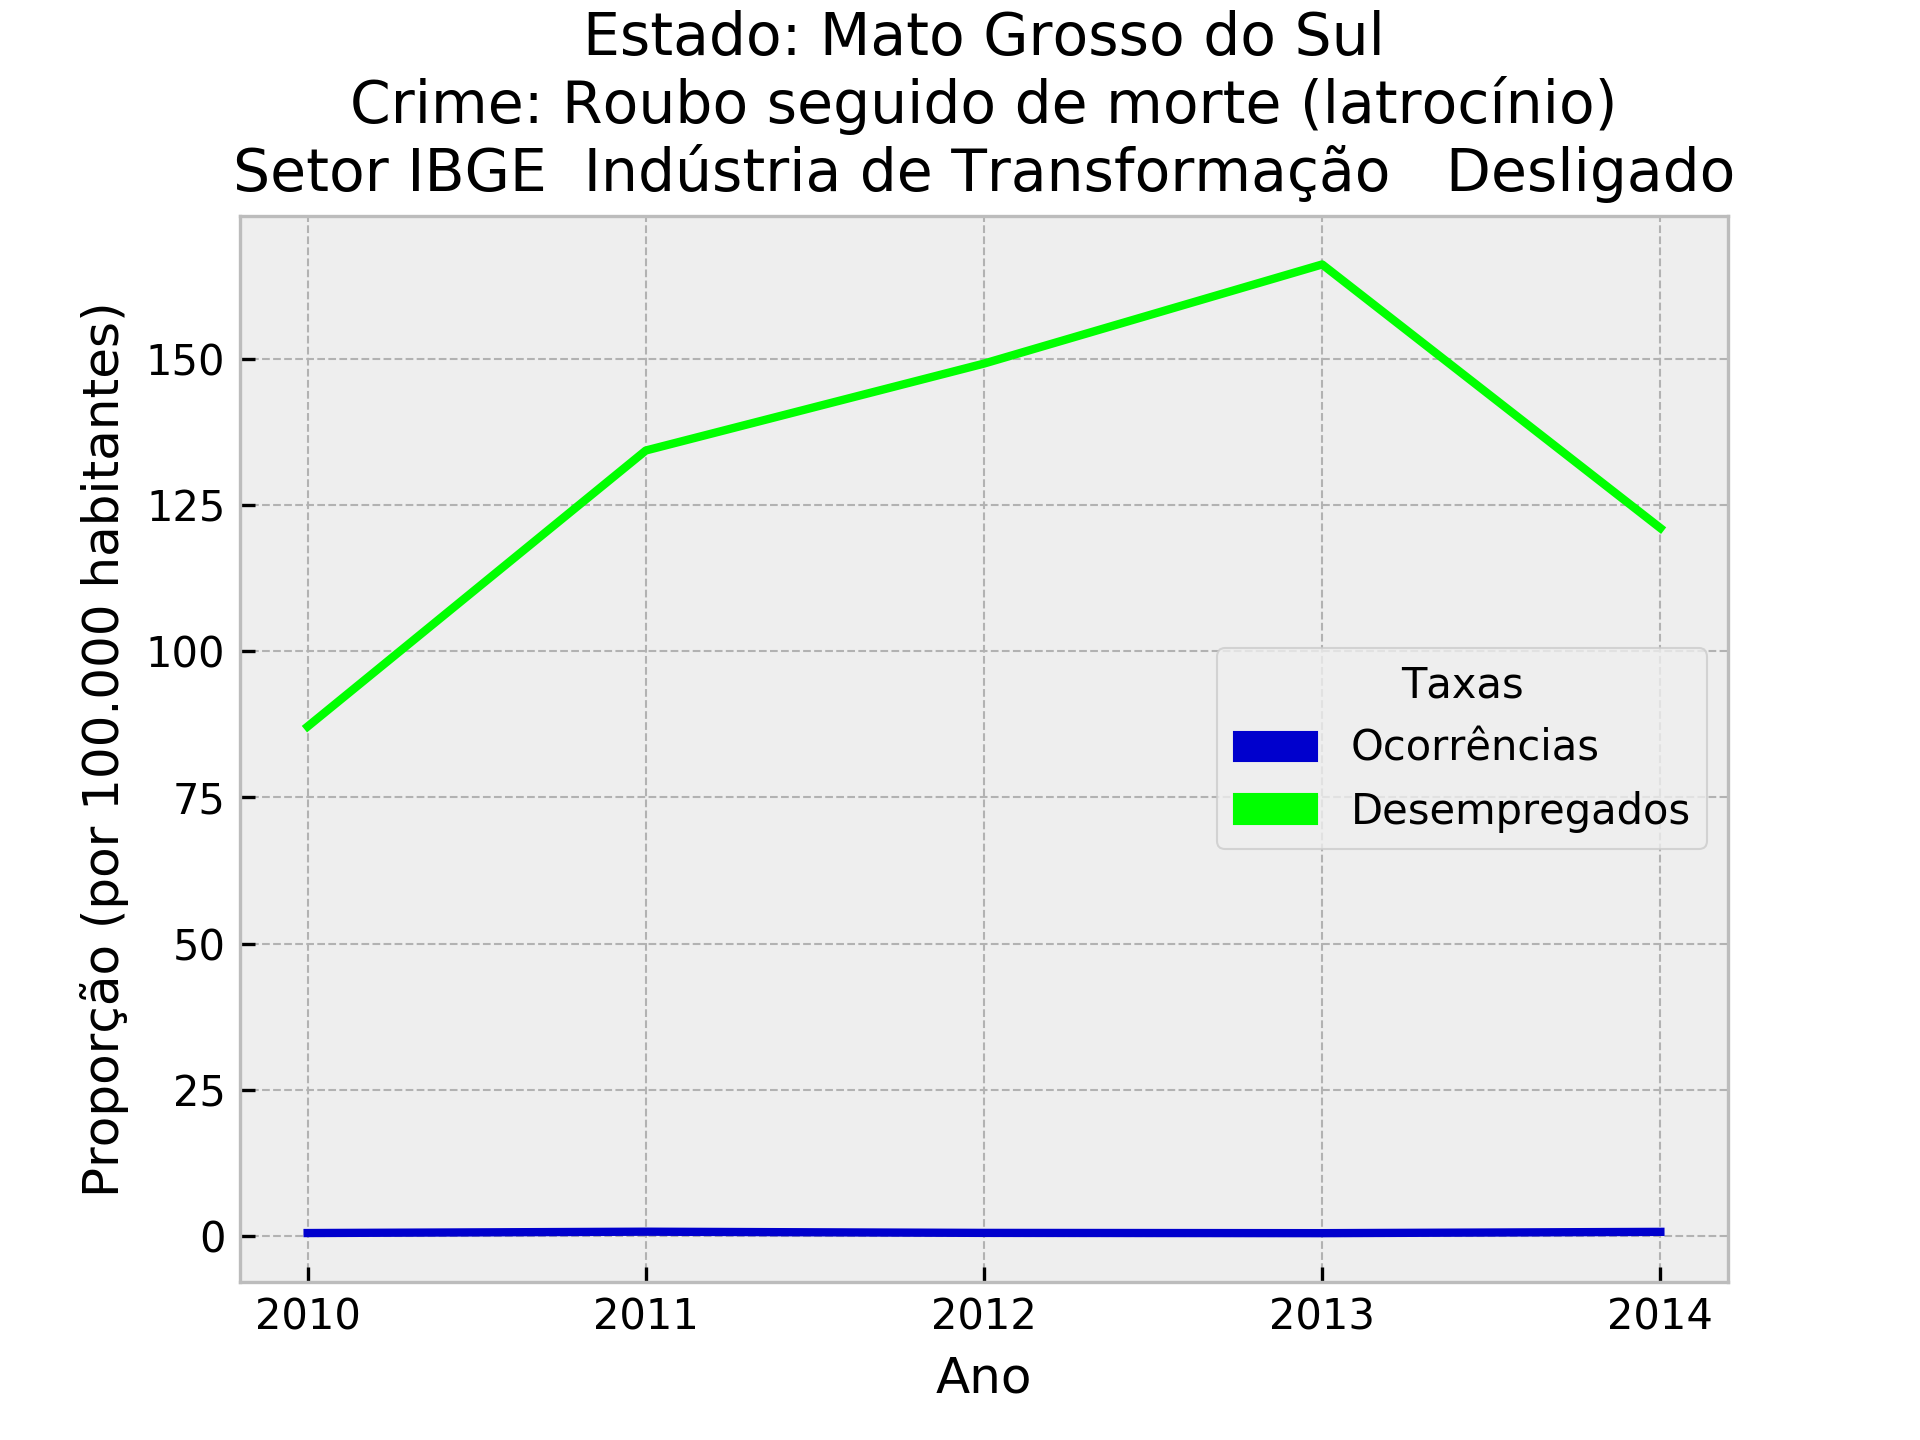 Estado: Mato Grosso do Sul
Crime: Roubo seguido de morte (latrocínio)
Setor IBGE  Indústria de Transformação   Desligado
Proporção (por 100.000 habitantes)
150
125
100
75
50
25
0
Taxas
Ocorrências
Desempregados
2010 2011 2012 2013 2014
Ano